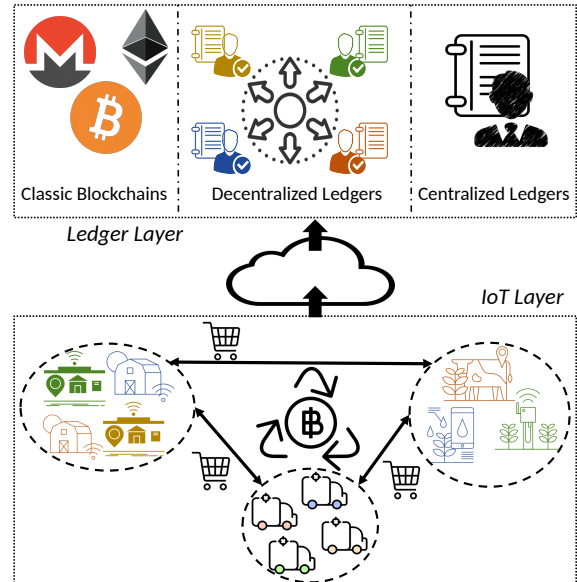 Classic Blockchains
Decentralized Ledgers
Centralized Ledgers
Ledger Layer
IoT Layer